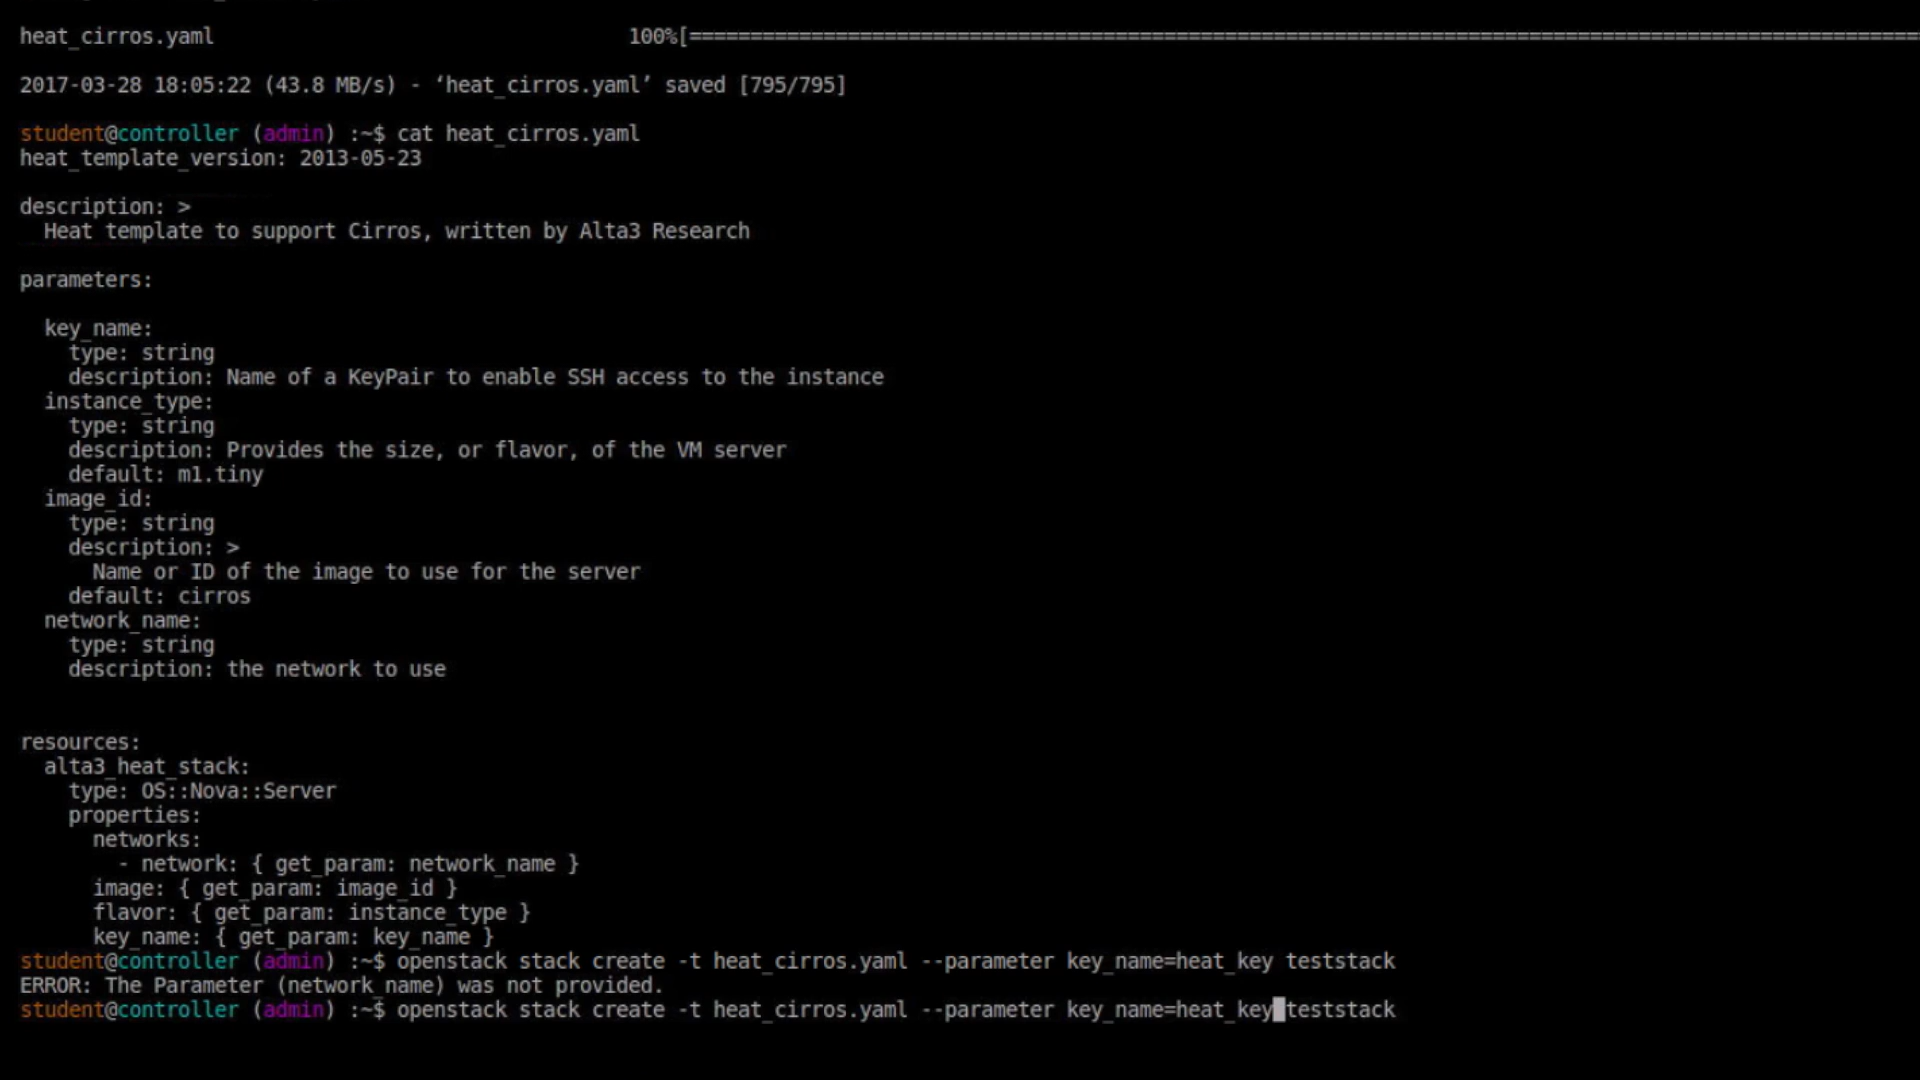 heat_cirros.yaml 100%[==============================================================================
2017-03-28 18:05:22 (43.8 MB/s) - ‘heat_cirros.yaml’ saved [795/795]
student@controller (admin) :~$ cat heat_cirros.yaml
heat_template_version: 2013-05-23
description: >
  Heat template to support Cirros, written by Alta3 Research
parameters:
  key_name:
    type: string
    description: Name of a KeyPair to enable SSH access to the instance
  instance_type:
    type: string
    description: Provides the size, or flavor, of the VM server
    default: m1.tiny
  image_id:
    type: string
    description: >
      Name or ID of the image to use for the server
    default: cirros
  network_name:
    type: string
    description: the network to use
resources:
  alta3_heat_stack:
    type: OS::Nova::Server
    properties:
      networks:
        - network: { get_param: network_name }
      image: { get_param: image_id }
      flavor: { get_param: instance_type }
      key_name: { get_param: key_name }
student@controller (admin) :~$ openstack stack create -t heat_cirros.yaml --parameter key_name=heat_key teststack
ERROR: The Parameter (network_name) was not provided.
student@controller (admin) :~$ openstack stack create -t heat_cirros.yaml --parameter key_name=heat_key teststack